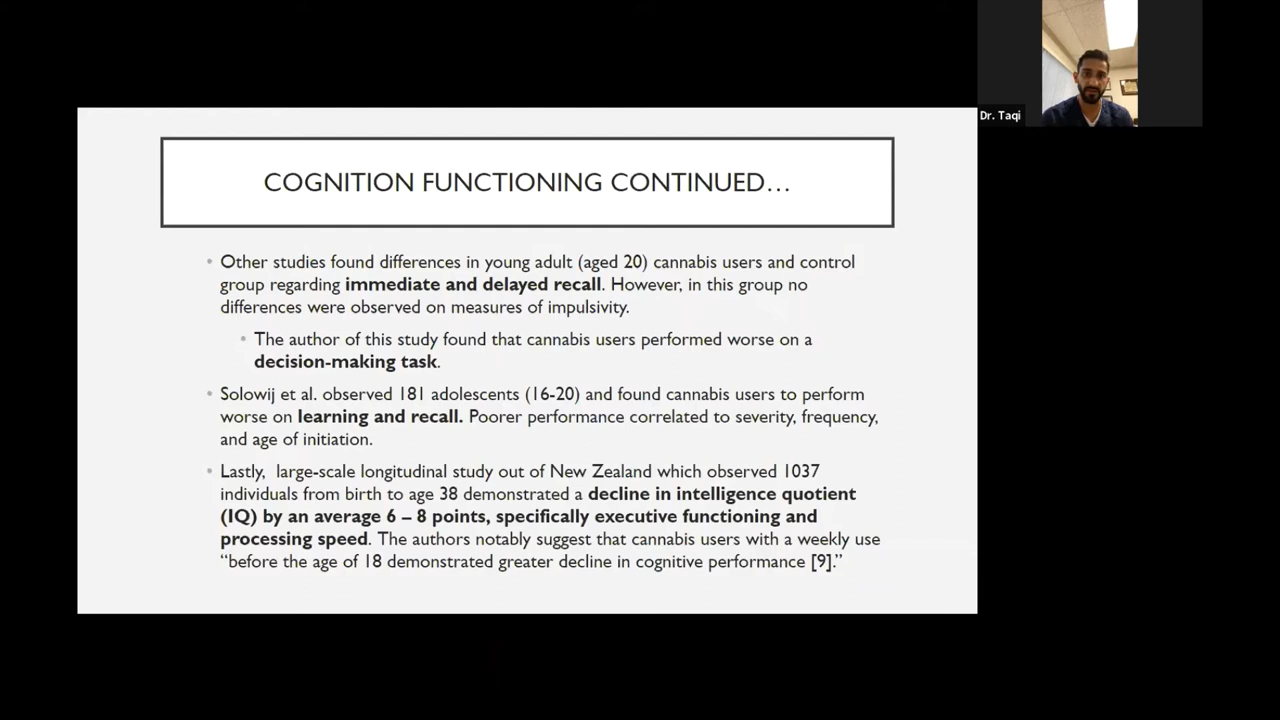 Dr. Taqi
COGNITION FUNCTIONING CONTINUED...
• Other studies found differences in young adult (aged 20) cannabis users and control
group regarding immediate and delayed recall. However, in this group no
differences were observed on measures of impulsivity.
• The author of this study found that cannabis users performed worse on a
decision-making task.
• Solowij et al. observed 181 adolescents (16-20) and found cannabis users to perform
worse on learning and recall. Poorer performance correlated to severity, frequency,
and age of initiation.
• Lastly, large-scale longitudinal study out of New Zealand which observed 1037
individuals from birth to age 38 demonstrated a decline in intelligence quotient
(IQ) by an average 6 – 8 points, specifically executive functioning and
processing speed. The authors notably suggest that cannabis users with a weekly use
“before the age of 18 demonstrated greater decline in cognitive performance [9].”